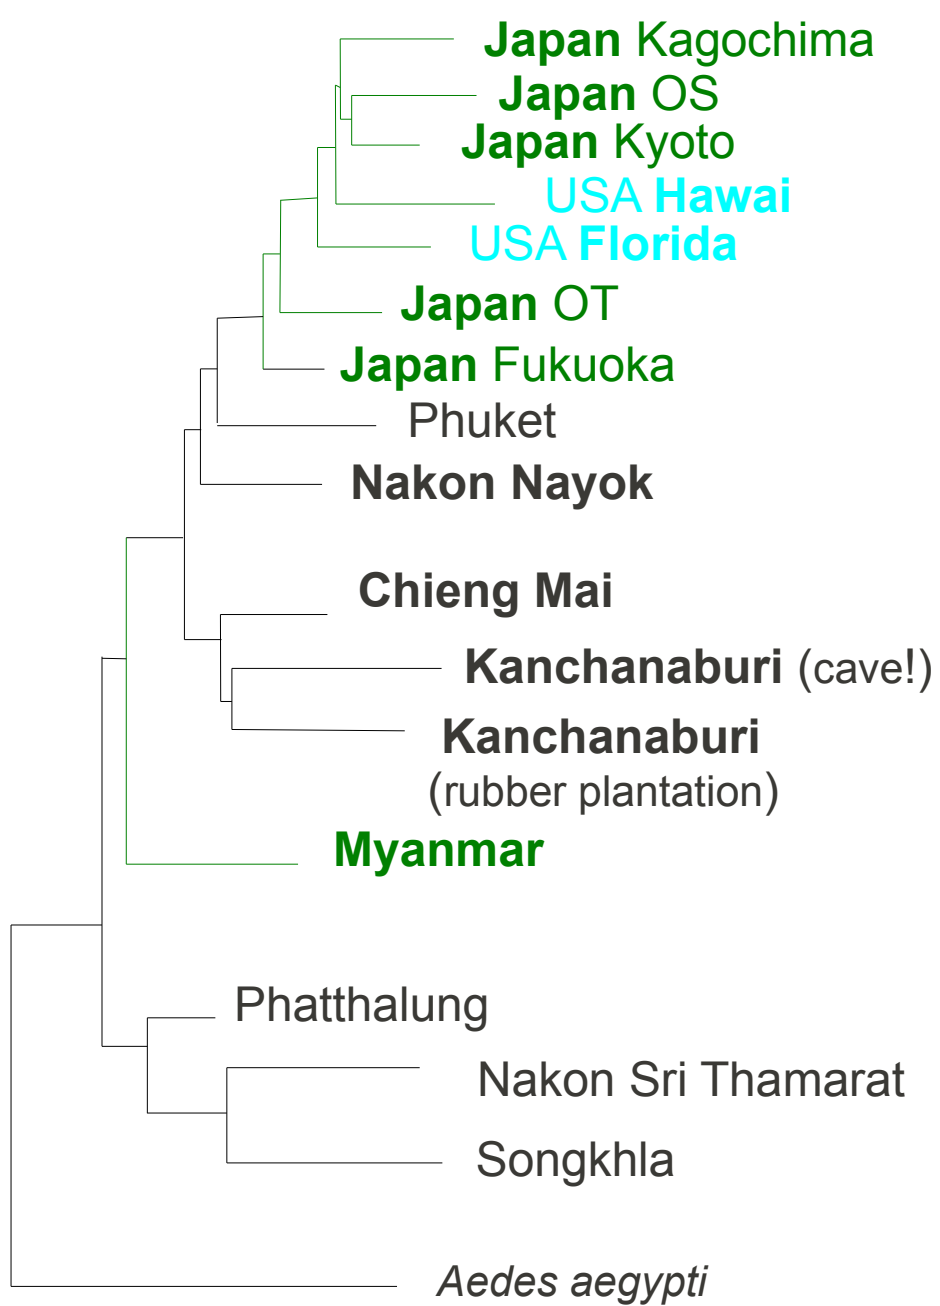 Japan Kagochima
Japan OS
Japan Kyoto
USA Hawai
USA Florida
Japan OT
Japan Fukuoka
Phuket
Nakon Nayok
Chieng Mai
Kanchanaburi (cave!)
Kanchanaburi
(rubber plantation)
Myanmar
Phatthalung
Nakon Sri Thamarat
Songkhla
Aedes aegypti